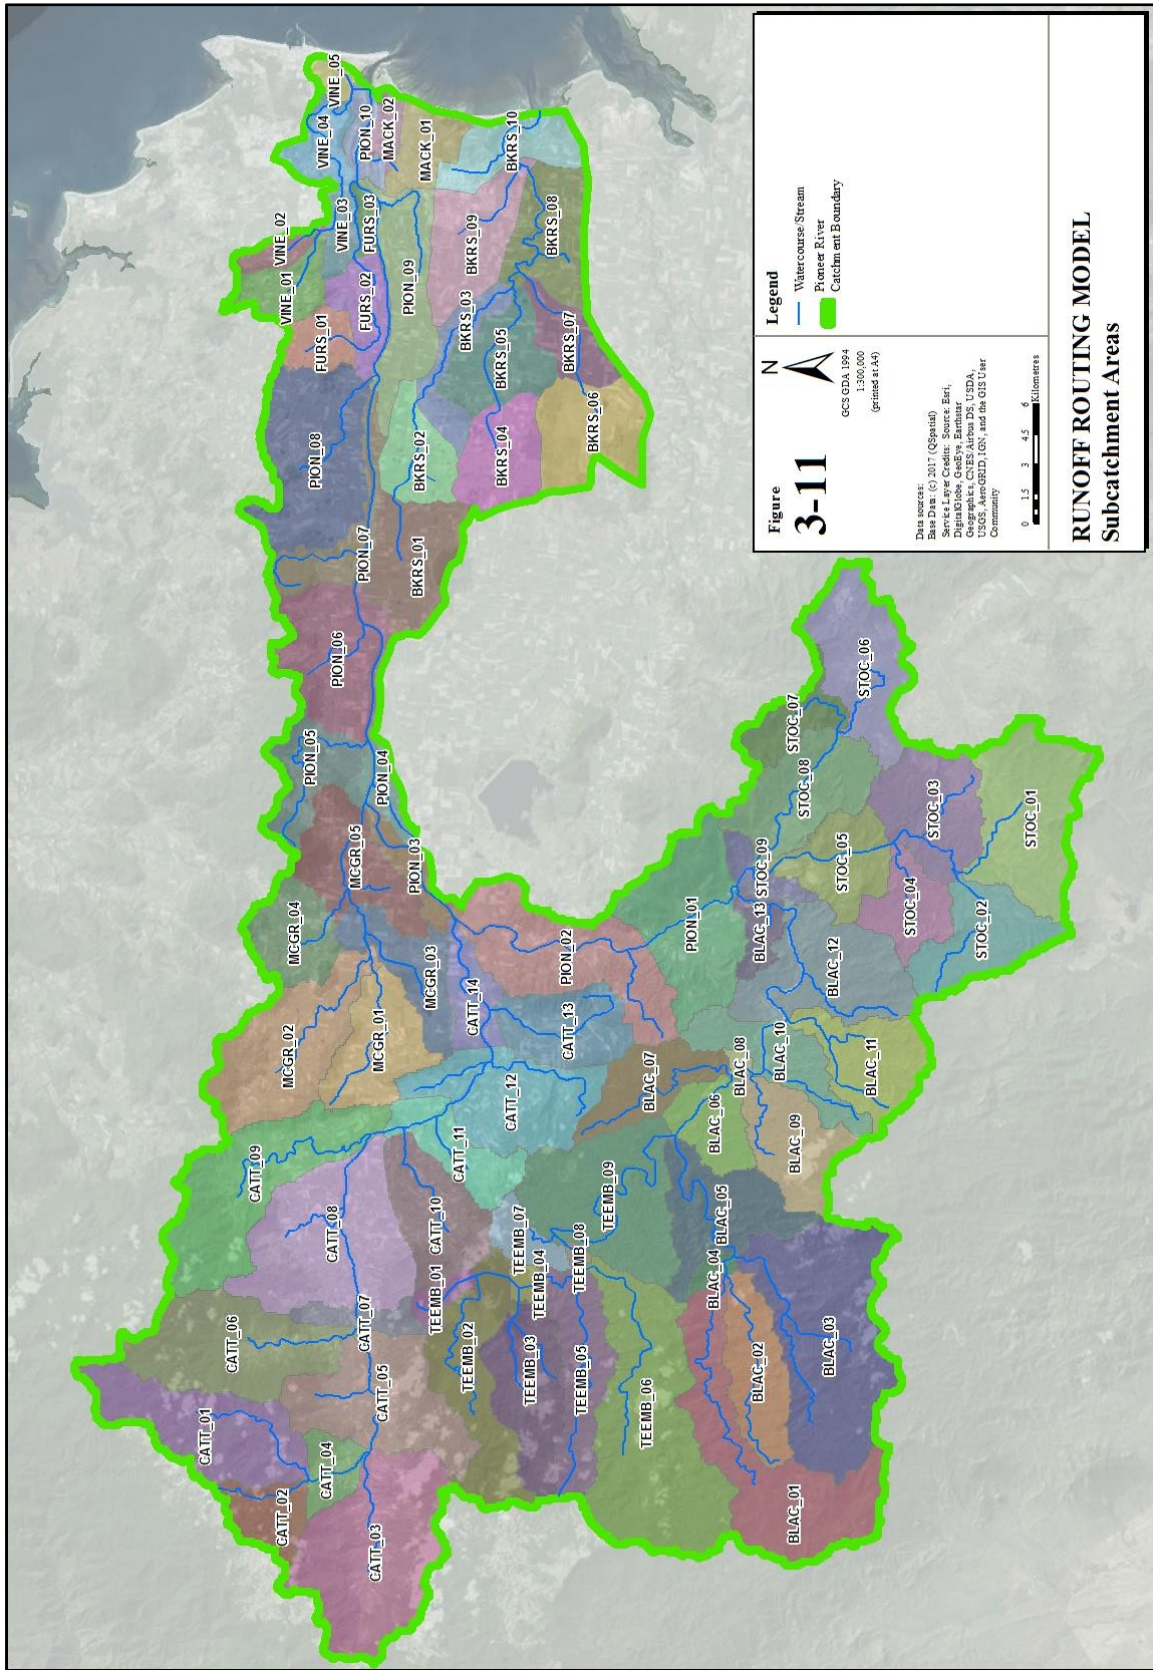 VINE_05
VINE_04
PION_10
MACK_02
MACK_01
BKRS_10
VINE_02
VINE_01
VINE_03
FURS_03
FURS_02
FURS_01
PION_09
BKRS_09
BKRS_08
BKRS_03
BKRS_05
BKRS_07
BKRS_06
PION_08
BKRS_02
BKRS_04
PION_07
BKRS_01
PION_06
PION_05
PION_04
MCGR_05
PION_03
MCGR_04
MCGR_03
PION_02
CATT_14
CATT_13
MCGR_02
MCGR_01
CATT_12
CATT_11
CATT_09
CATT_08
CATT_10
CATT_07
CATT_06
CATT_05
CATT_01
CATT_04
CATT_02
CATT_03
TEEMB_01
TEEMB_07
TEEMB_04
TEEMB_08
TEEMB_09
TEEMB_02
TEEMB_03
TEEMB_05
TEEMB_06
BLAC_07
BLAC_08
BLAC_06
BLAC_10
BLAC_11
BLAC_09
BLAC_05
BLAC_04
BLAC_03
BLAC_02
BLAC_01
PION_01
BLAC_13
BLAC_12
STOC_09
STOC_07
STOC_08
STOC_06
STOC_05
STOC_03
STOC_04
STOC_01
STOC_02
Figure
3-11
N
GCS GDA 1994
1:300,000
(printed at A4)
Legend
Watercourse/Stream
Pioneer River
Catchment Boundary
Data sources:
Base Data: (c) 2017 (QSpatial)
Service Layer Credits: Source: Esri,
DigitalGlobe, GeoEye, Earthstar
Geographics, CNES/Airbus DS, USDA,
USGS, AeroGRID, IGN, and the GIS User
Community
0 1.5 3 4.5 6
Kilometres
RUNOFF ROUTING MODEL
Subcatchment Areas